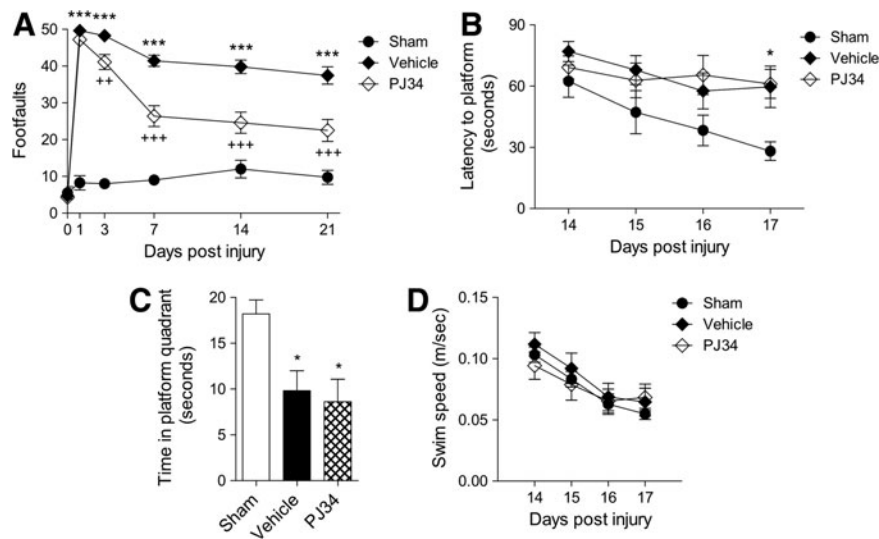 A
Footfaults
50
40
30
20
10
0
*** *** *** *** ***
++ +++ +++ +++
0 1 3 7 14 21
Days post injury
Sham
Vehicle
PJ34
B
Latency to platform
(seconds)
90
60
30
0
*
14 15 16 17
Days post injury
Sham
Vehicle
PJ34
C
Time in platform quadrant
(seconds)
20
15
10
5
0
* *
Sham
Vehicle
PJ34
D
Swim speed (m/sec)
0.15
0.10
0.05
0.00
14 15 16 17
Days post injury
Sham
Vehicle
PJ34